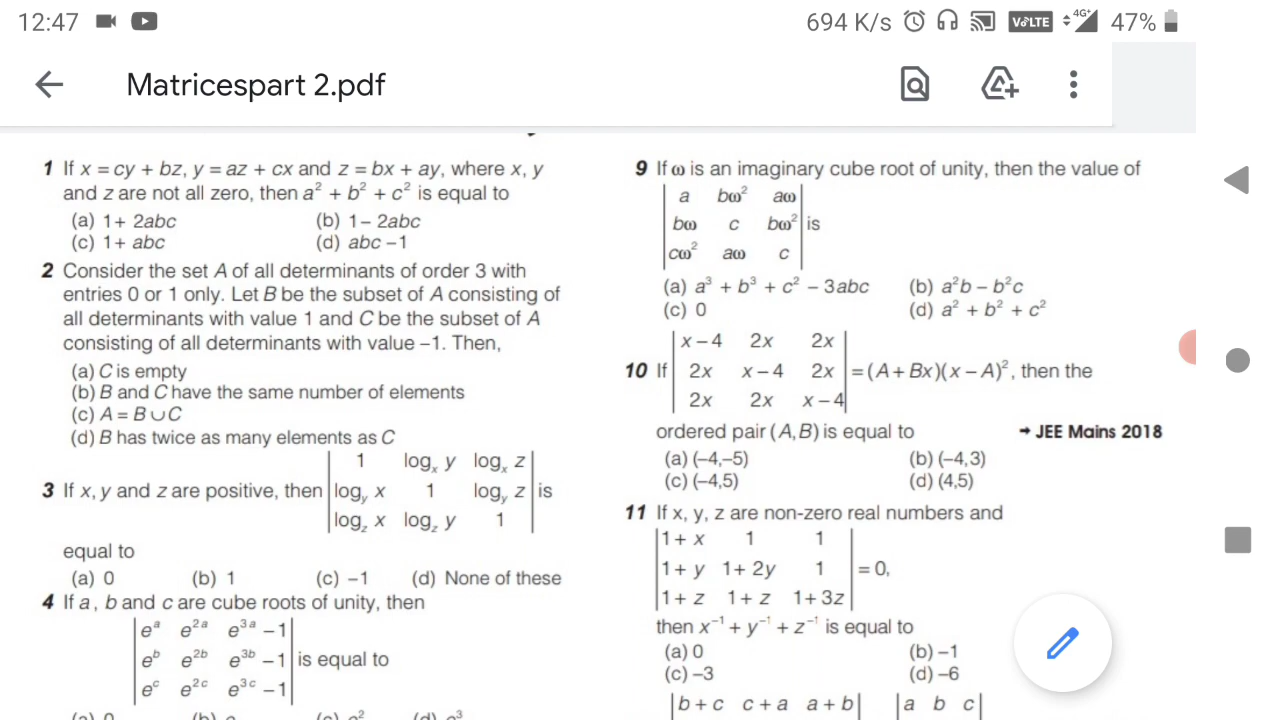 12:47 694 K/s VoLTE 4G+ 47%
Matricespart 2.pdf
1 If x = cy + bz, y = az + cx and z = bx + ay, where x, y
and z are not all zero, then a² + b² + c² is equal to
(a) 1+ 2abc (b) 1– 2abc
(c) 1+ abc (d) abc –1
2 Consider the set A of all determinants of order 3 with
entries 0 or 1 only. Let B be the subset of A consisting of
all determinants with value 1 and C be the subset of A
consisting of all determinants with value –1. Then,
(a) C is empty
(b) B and C have the same number of elements
(c) A = B ∪ C
(d) B has twice as many elements as C
1 logₓ y logₓ z
3 If x, y and z are positive, then log_y x 1 log_y z is
log_z x log_z y 1
equal to
(a) 0 (b) 1 (c) –1 (d) None of these
4 If a, b and c are cube roots of unity, then
|eᵃ e²ᵃ e³ᵃ –1|
|eᵇ e²ᵇ e³ᵇ –1| is equal to
|eᶜ e²ᶜ e³ᶜ –1|
(a) 0 (b) e (c) e² (d) e³
9 If ω is an imaginary cube root of unity, then the value of
|a bω² aω|
|bω c bω²| is
|cω² aω c|
(a) a³ + b³ + c² – 3abc (b) a²b – b²c
(c) 0 (d) a² + b² + c²
|x – 4 2x 2x|
10 If |2x x – 4 2x| = (A + Bx)(x – A)², then the
|2x 2x x – 4|
ordered pair (A, B) is equal to → JEE Mains 2018
(a) (–4,–5) (b) (–4,3)
(c) (–4,5) (d) (4,5)
11 If x, y, z are non-zero real numbers and
|1+ x 1 1|
|1+ y 1+ 2y 1| = 0,
|1+ z 1+ z 1+ 3z|
then x⁻¹ + y⁻¹ + z⁻¹ is equal to
(a) 0 (b) –1
(c) –3 (d) –6
|b + c c + a a + b| |a b c|